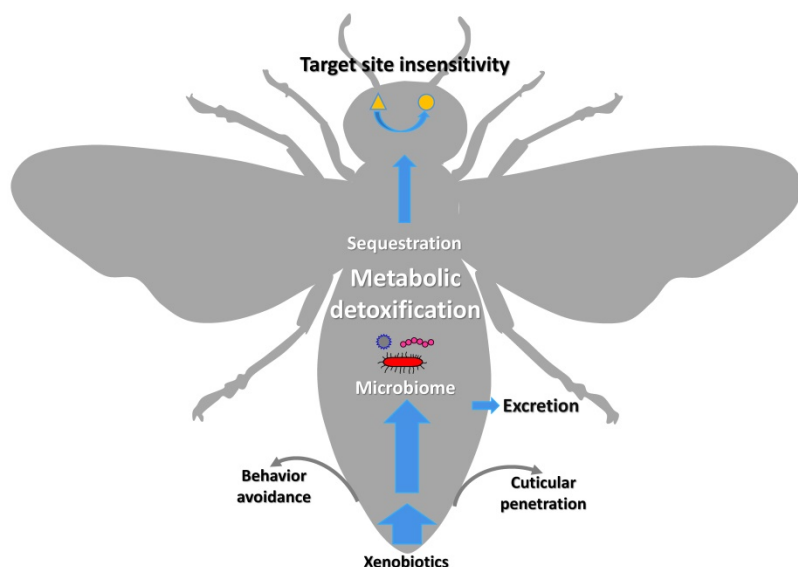 Target site insensitivity
Sequestration
Metabolic
detoxification
Microbiome
Excretion
Behavior
avoidance
Cuticular
penetration
Xenobiotics